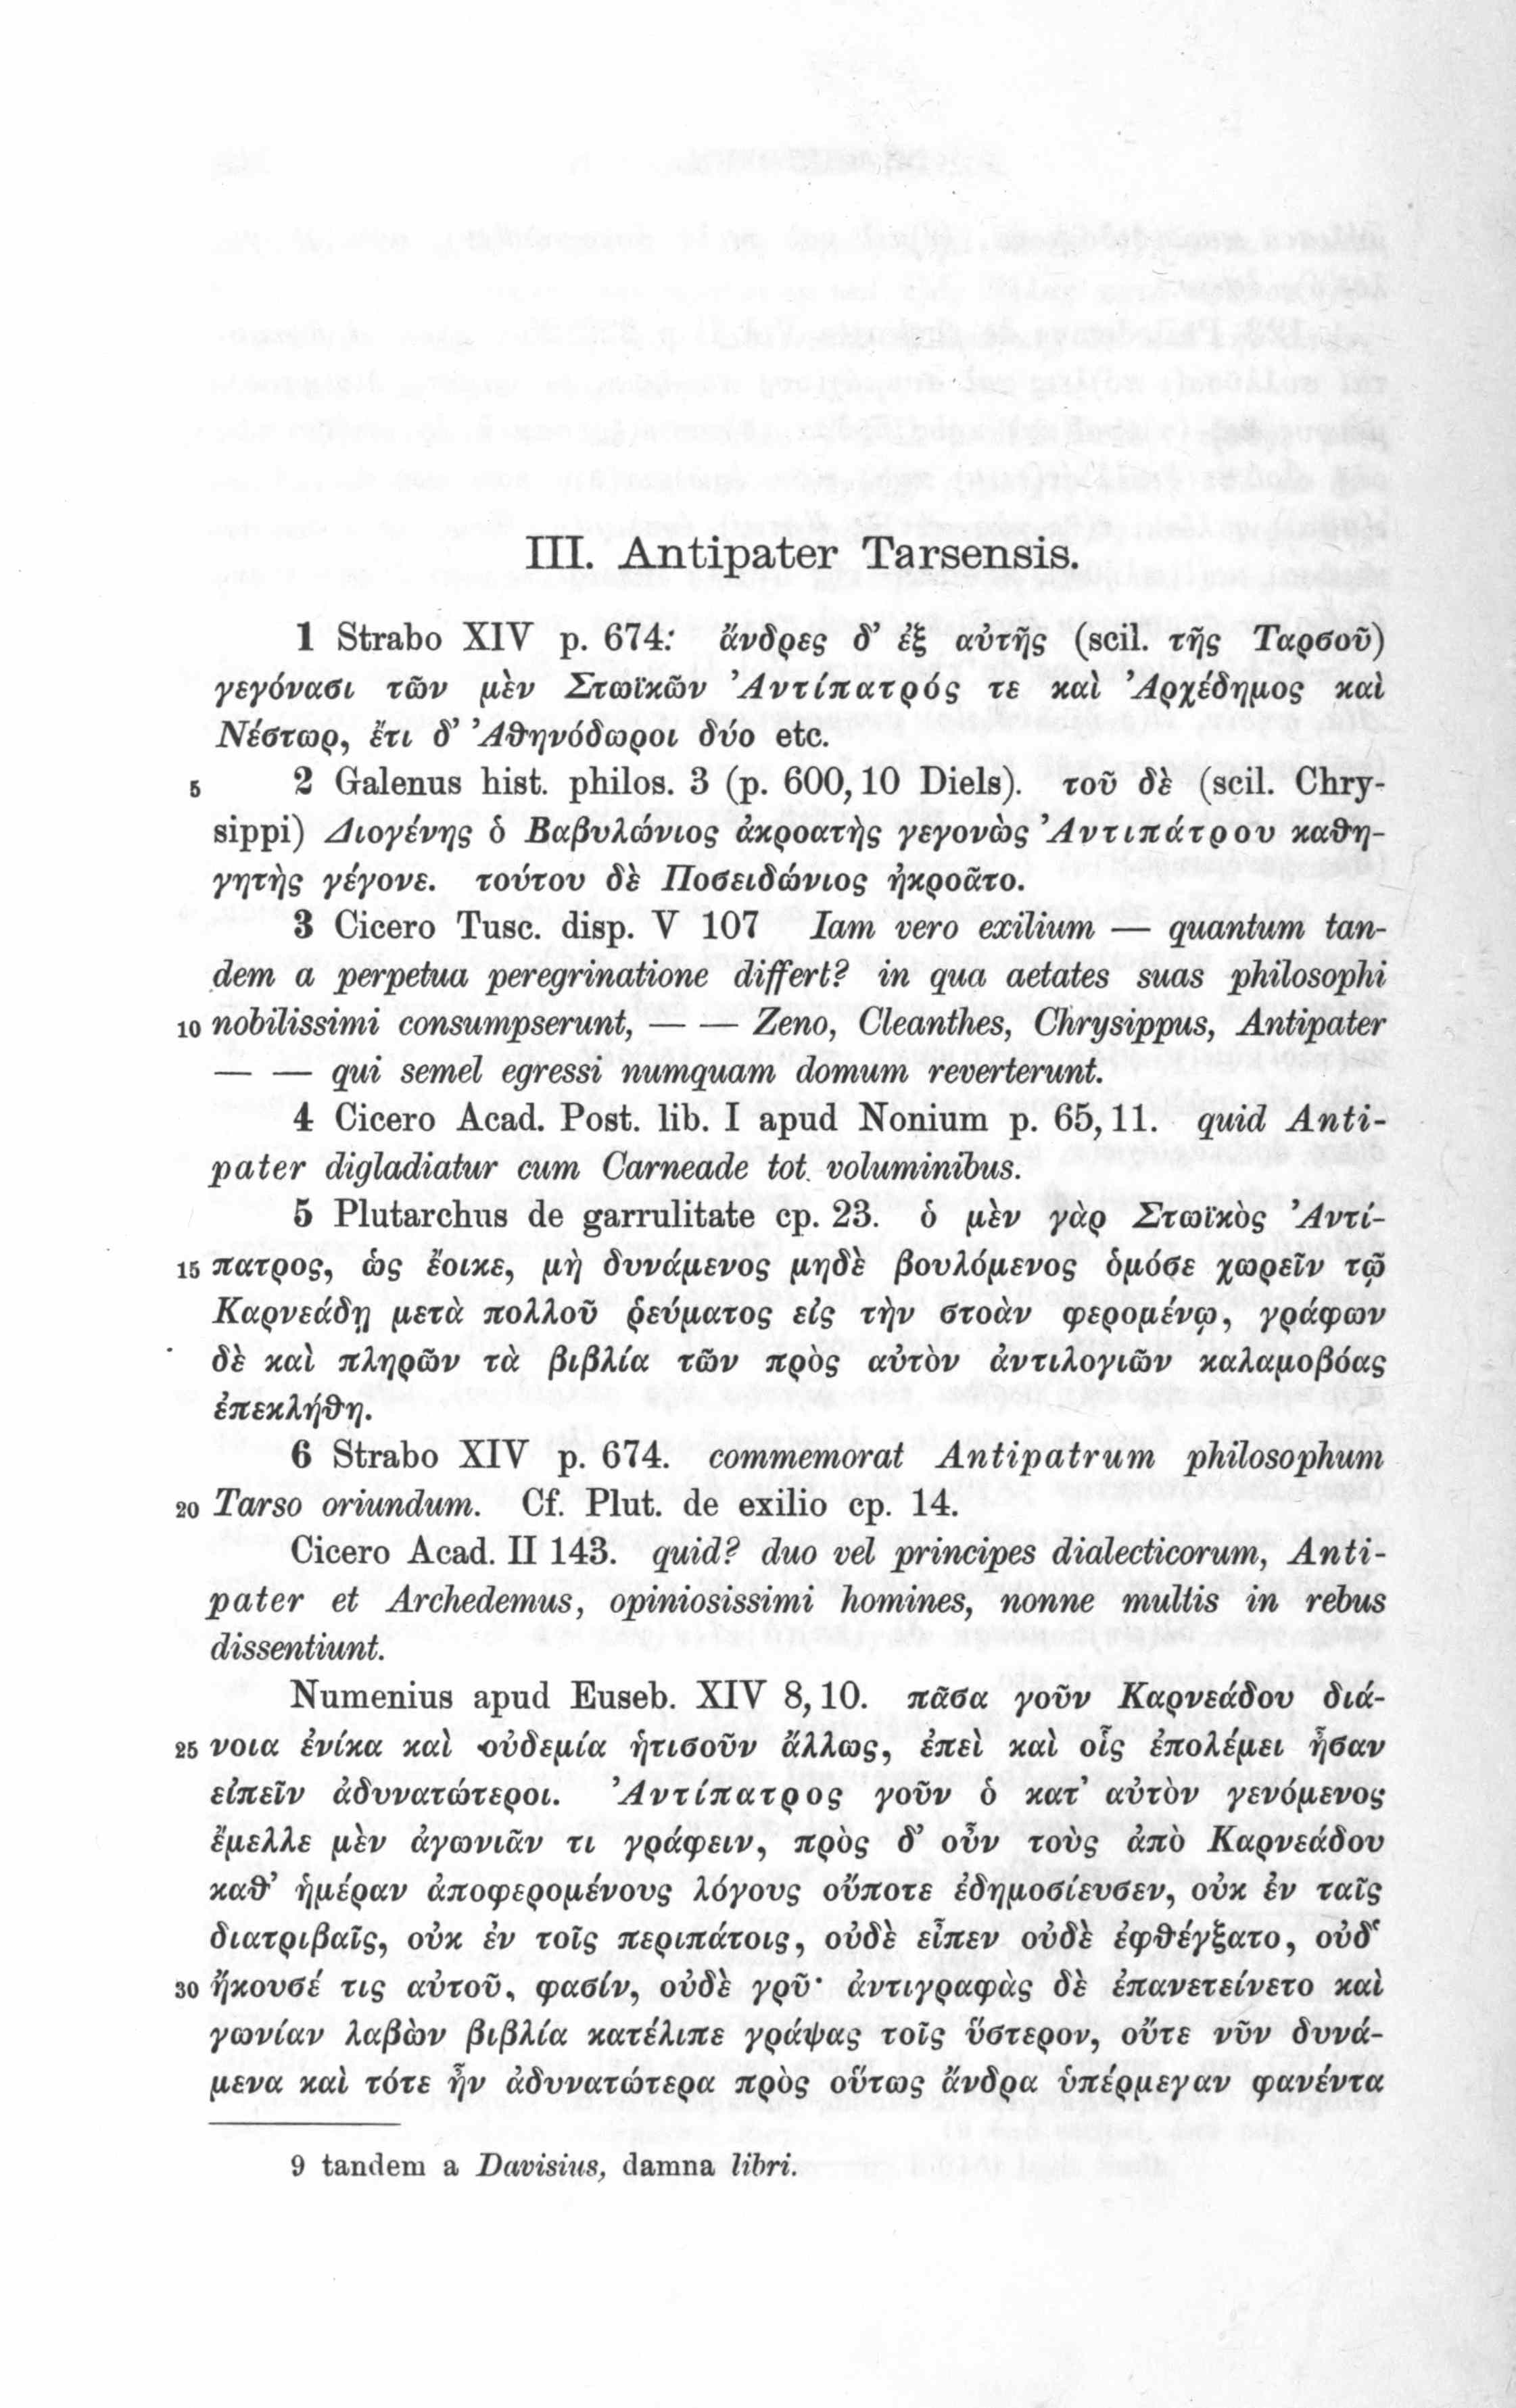 III. Antipater Tarsensis.
1 Strabo XIV p. 674: ἄνδρες δ’ ἐξ αὐτῆς (scil. τῆς Ταρσοῦ)
γεγόνασι τῶν μὲν Στωϊκῶν Ἀντίπατρός τε καὶ Ἀρχέδημος καὶ
Νέστωρ, ἔτι δ’ Ἀθηνόδωροι δύο etc.
5 2 Galenus hist. philos. 3 (p. 600,10 Diels). τοῦ δὲ (scil. Chry-
sippi) Διογένης ὁ Βαβυλώνιος ἀκροατὴς γεγονὼς Ἀντιπάτρου καθη-
γητὴς γέγονε. τούτου δὲ Ποσειδώνιος ἠκροᾶτο.
3 Cicero Tusc. disp. V 107 Iam vero exilium — quantum tan-
dem a perpetua peregrinatione differt? in qua aetates suas philosophi
10 nobilissimi consumpserunt, — — Zeno, Cleanthes, Chrysippus, Antipater
— — qui semel egressi numquam domum reverterunt.
4 Cicero Acad. Post. lib. I apud Nonium p. 65,11. quid Anti-
pater digladiatur cum Carneade tot voluminibus.
5 Plutarchus de garrulitate cp. 23. ὁ μὲν γὰρ Στωϊκὸς Ἀντί-
15 πατρος, ὡς ἔοικε, μὴ δυνάμενος μηδὲ βουλόμενος ὁμόσε χωρεῖν τῷ
Καρνεάδῃ μετὰ πολλοῦ ῥεύματος εἰς τὴν στοὰν φερομένῳ, γράφων
δὲ καὶ πληρῶν τὰ βιβλία τῶν πρὸς αὐτὸν ἀντιλογιῶν καλαμοβόας
ἐπεκλήθη.
6 Strabo XIV p. 674. commemorat Antipatrum philosophum
20 Tarso oriundum. Cf. Plut. de exilio cp. 14.
Cicero Acad. II 143. quid? duo vel principes dialecticorum, Anti-
pater et Archedemus, opiniosissimi homines, nonne multis in rebus
dissentiunt.
Numenius apud Euseb. XIV 8,10. πᾶσα γοῦν Καρνεάδου διά-
25 νοια ἐνίκα καὶ οὐδεμία ἡτισοῦν ἄλλως, ἐπεὶ καὶ οἷς ἐπολέμει ἦσαν
εἰπεῖν ἀδυνατώτεροι. Ἀντίπατρος γοῦν ὁ κατ’ αὐτὸν γενόμενος
ἔμελλε μὲν ἀγωνιᾶν τι γράφειν, πρὸς δ’ οὖν τοὺς ἀπὸ Καρνεάδου
καθ’ ἡμέραν ἀποφερομένους λόγους οὔποτε ἐδημοσίευσεν, οὐκ ἐν ταῖς
διατριβαῖς, οὐκ ἐν τοῖς περιπάτοις, οὐδὲ εἶπεν οὐδὲ ἐφθέγξατο, οὐδ‘
30 ἤκουσέ τις αὐτοῦ, φασίν, οὐδὲ γρῦ· ἀντιγραφὰς δὲ ἐπανετείνετο καὶ
γωνίαν λαβὼν βιβλία κατέλιπε γράψας τοῖς ὕστερον, οὔτε νῦν δυνά-
μενα καὶ τότε ἦν ἀδυνατώτερα πρὸς οὕτως ἄνδρα ὑπέρμεγαν φανέντα
9 tandem a Davisius, damna libri.